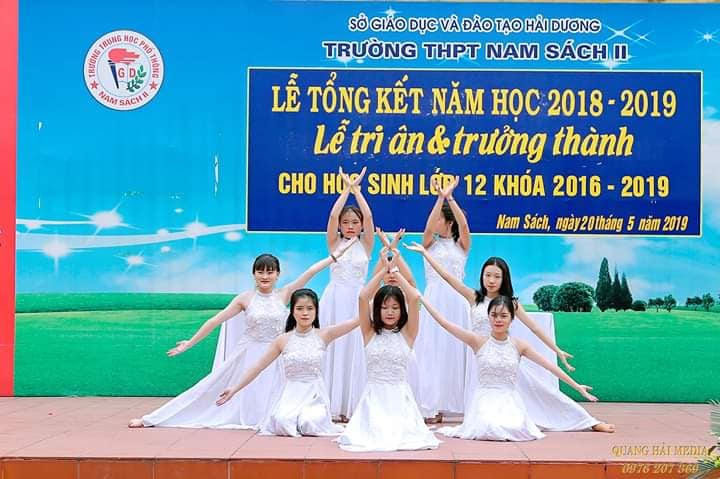 SỞ GIÁO DỤC VÀ ĐÀO TẠO HẢI DƯƠNG
TRƯỜNG THPT NAM SÁCH II
TRƯỜNG TRUNG HỌC PHỔ THÔNG
GD
NAM SÁCH II
LỄ TỔNG KẾT NĂM HỌC 2018 - 2019
Lễ tri ân & trưởng thành
CHO HỌC SINH LỚP 12 KHÓA 2016 - 2019
Nam Sách, ngày 20 tháng 5 năm 2019
QUANG HẢI MEDIA
0976 207 569